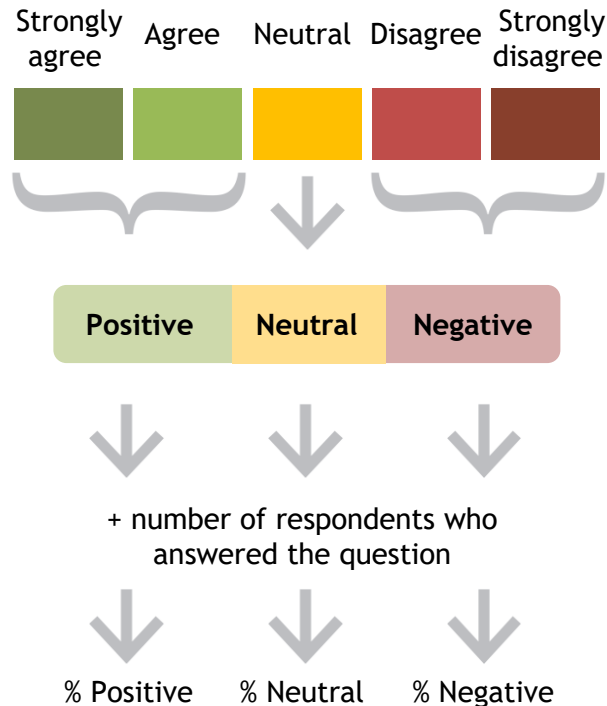 Strongly agree
Agree
Neutral
Disagree
Strongly disagree
Positive
Neutral
Negative
+ number of respondents who
answered the question
% Positive
% Neutral
% Negative